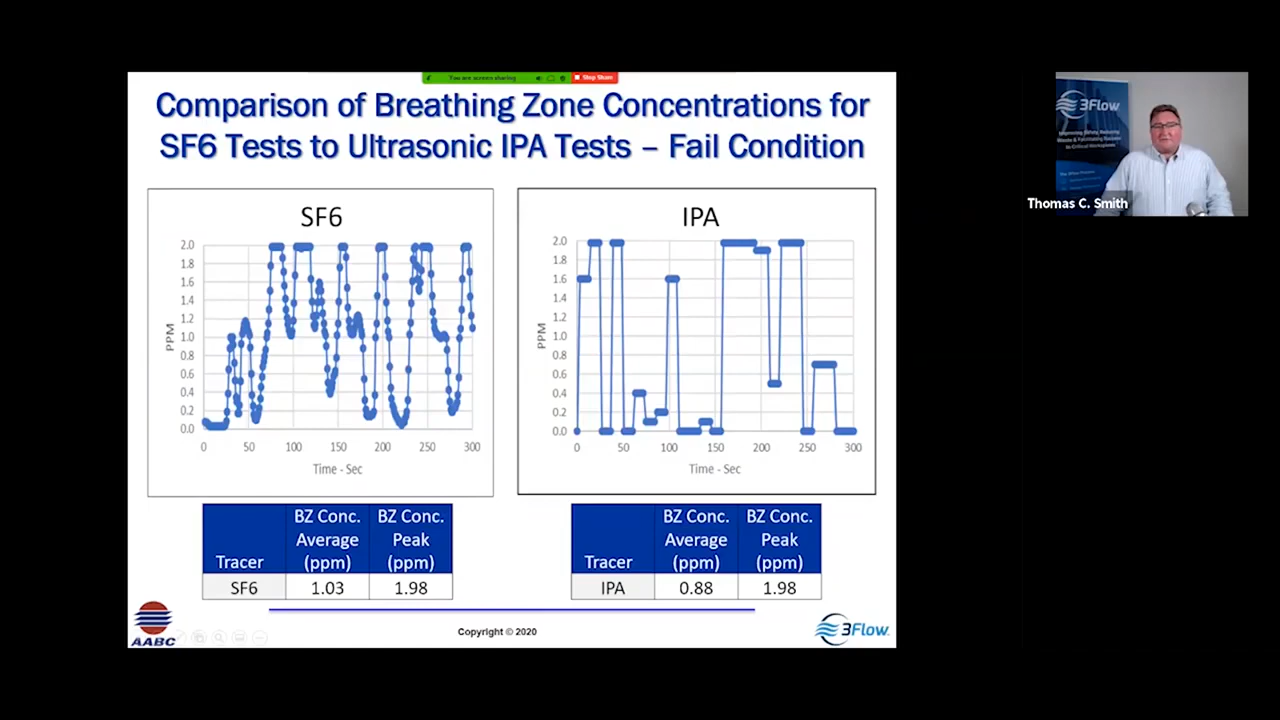 You are screen sharing
Stop Share
Comparison of Breathing Zone Concentrations for
SF6 Tests to Ultrasonic IPA Tests – Fail Condition
SF6
2.0
1.8
1.6
1.4
1.2
1.0
0.8
0.6
0.4
0.2
0.0
PPM
0 50 100 150 200 250 300
Time - Sec
IPA
2.0
1.8
1.6
1.4
1.2
1.0
0.8
0.6
0.4
0.2
0.0
PPM
0 50 100 150 200 250 300
Time - Sec
BZ Conc. BZ Conc.
Average Peak
Tracer (ppm) (ppm)
SF6 1.03 1.98
BZ Conc. BZ Conc.
Average Peak
Tracer (ppm) (ppm)
IPA 0.88 1.98
AABC
Copyright © 2020
3Flow
3Flow
Thomas C. Smith